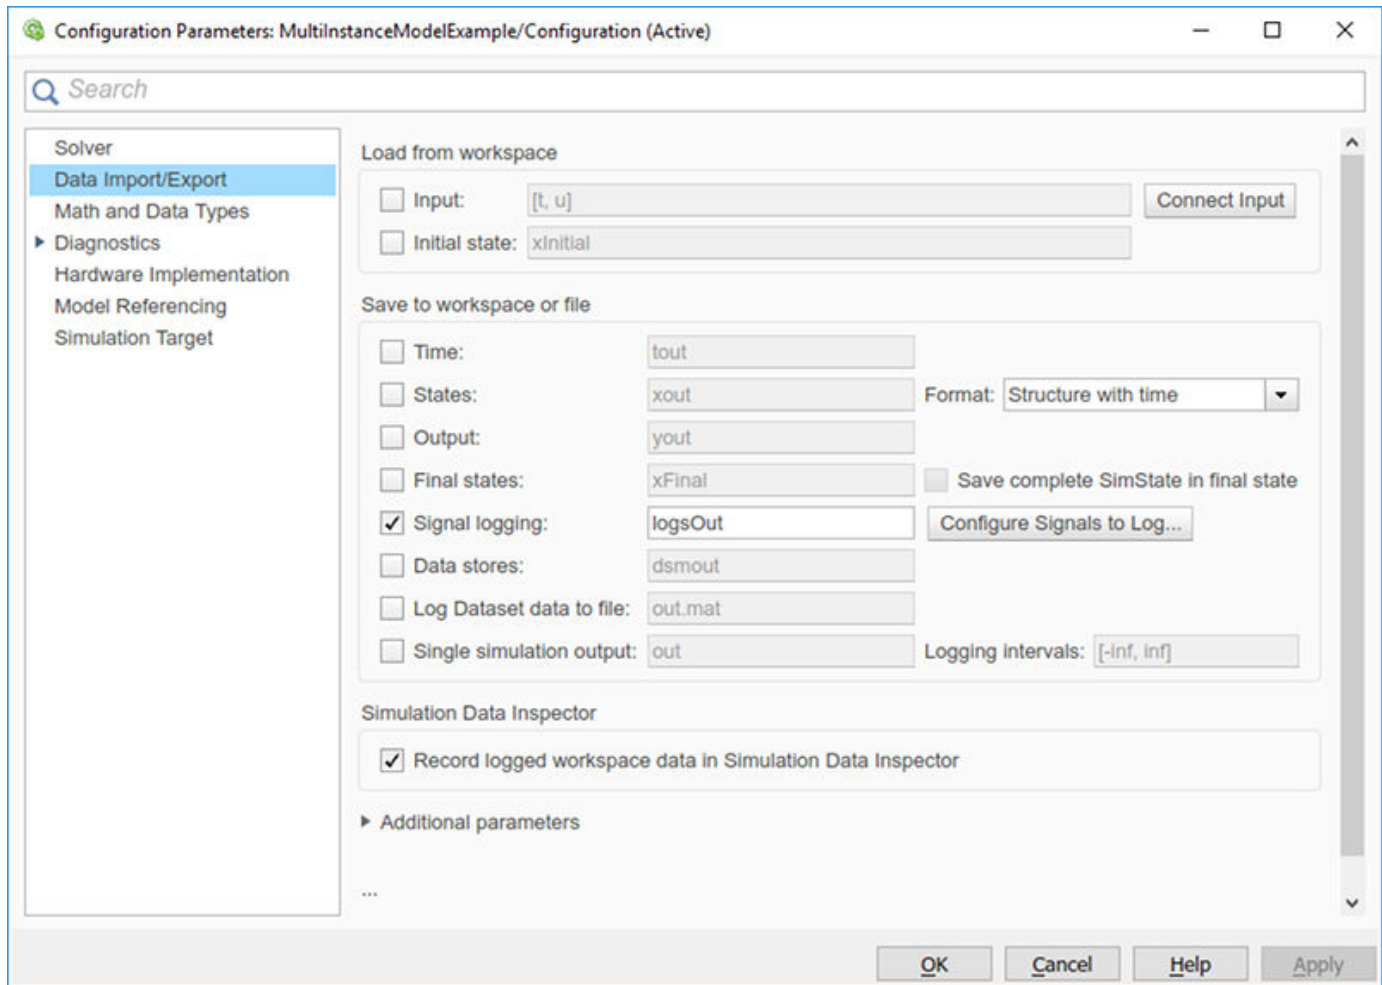 Configuration Parameters: MultiInstanceModelExample/Configuration (Active)
Search
Solver
Data Import/Export
Math and Data Types
Diagnostics
Hardware Implementation
Model Referencing
Simulation Target
Load from workspace
Input: [t, u] Connect Input
Initial state: xInitial
Save to workspace or file
Time: tout
States: xout Format: Structure with time
Output: yout
Final states: xFinal Save complete SimState in final state
Signal logging: logsOut Configure Signals to Log...
Data stores: dsmout
Log Dataset data to file: out.mat
Single simulation output: out Logging intervals: [-inf, inf]
Simulation Data Inspector
Record logged workspace data in Simulation Data Inspector
Additional parameters
...
OK Cancel Help Apply